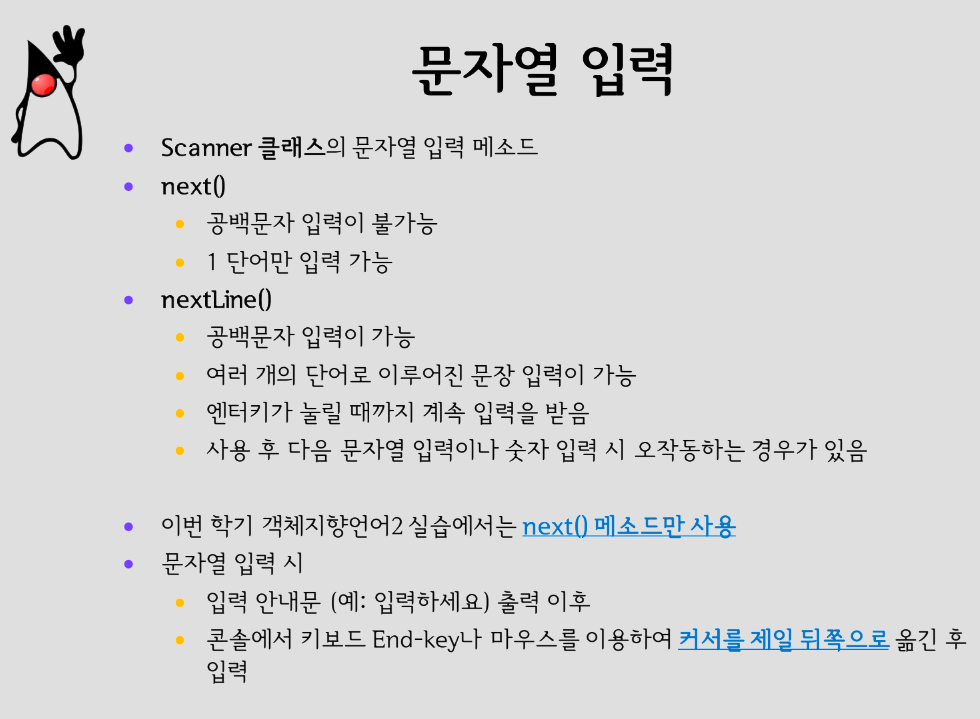 문자열 입력
Scanner 클래스의 문자열 입력 메소드
next()
공백문자 입력이 불가능
1 단어만 입력 가능
nextLine()
공백문자 입력이 가능
여러 개의 단어로 이루어진 문장 입력이 가능
엔터키가 눌릴 때까지 계속 입력을 받음
사용 후 다음 문자열 입력이나 숫자 입력 시 오작동하는 경우가 있음
이번 학기 객체지향언어2 실습에서는 next() 메소드만 사용
문자열 입력 시
입력 안내문 (예: 입력하세요) 출력 이후
콘솔에서 키보드 End-key나 마우스를 이용하여 커서를 제일 뒤쪽으로 옮긴 후
입력